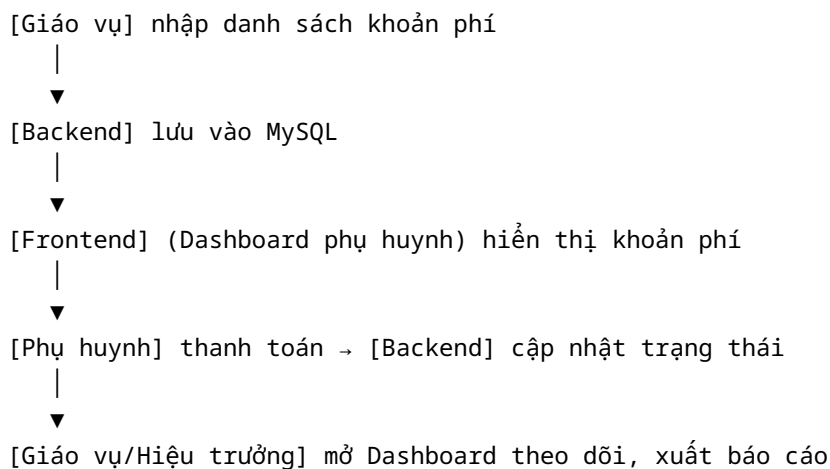 [Giáo vụ] nhập danh sách khoản phí
│
▼
[Backend] lưu vào MySQL
│
▼
[Frontend] (Dashboard phụ huynh) hiển thị khoản phí
│
▼
[Phụ huynh] thanh toán → [Backend] cập nhật trạng thái
│
▼
[Giáo vụ/Hiệu trưởng] mở Dashboard theo dõi, xuất báo cáo